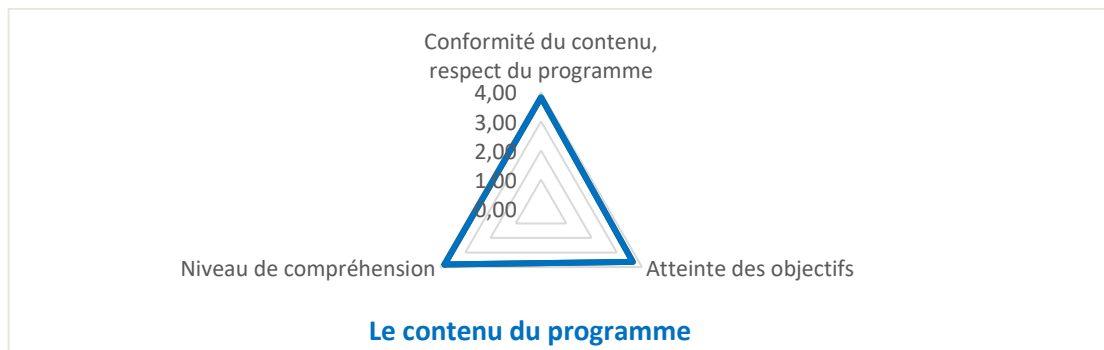 Conformité du contenu,
respect du programme
4,00
3,00
2,00
1,00
0,00
Niveau de compréhension
Atteinte des objectifs
Le contenu du programme